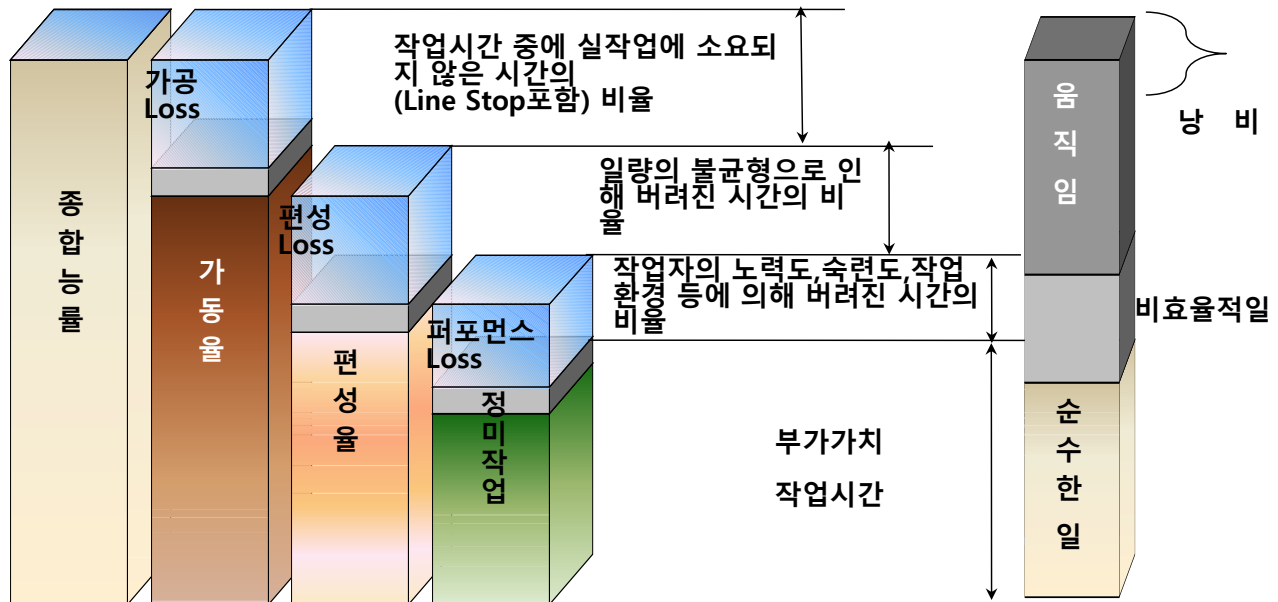 작업시간 중에 실작업에 소요되
지 않은 시간의
(Line Stop포함) 비율
가공
Loss
움직임
낭 비
일량의 불균형으로 인
해 버려진 시간의 비
율
종합능률
편성
Loss
가동율
작업자의 노력도,숙련도,작업
환경 등에 의해 버려진 시간의
비율
비효율적일
퍼포먼스
Loss
편성율
정미작업
부가가치
작업시간
순수한일